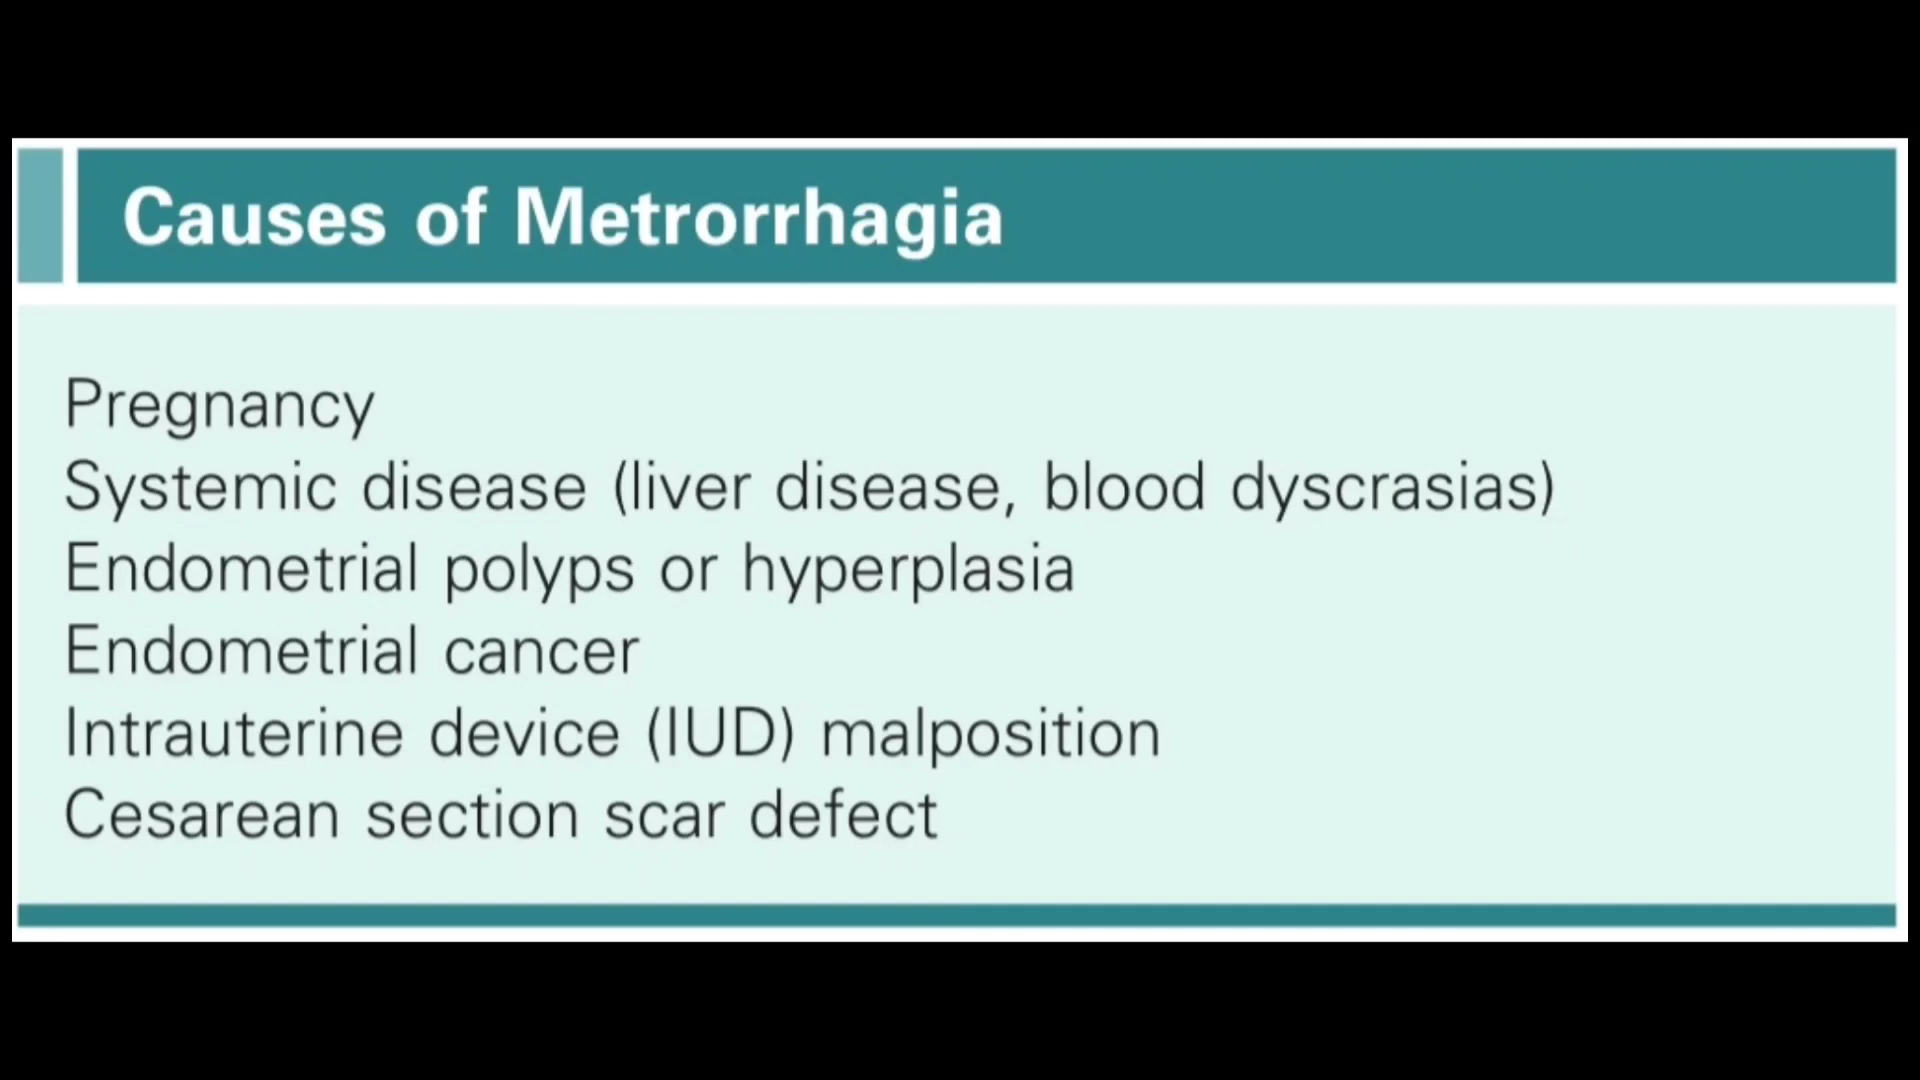 Causes of Metrorrhagia
Pregnancy
Systemic disease (liver disease, blood dyscrasias)
Endometrial polyps or hyperplasia
Endometrial cancer
Intrauterine device (IUD) malposition
Cesarean section scar defect